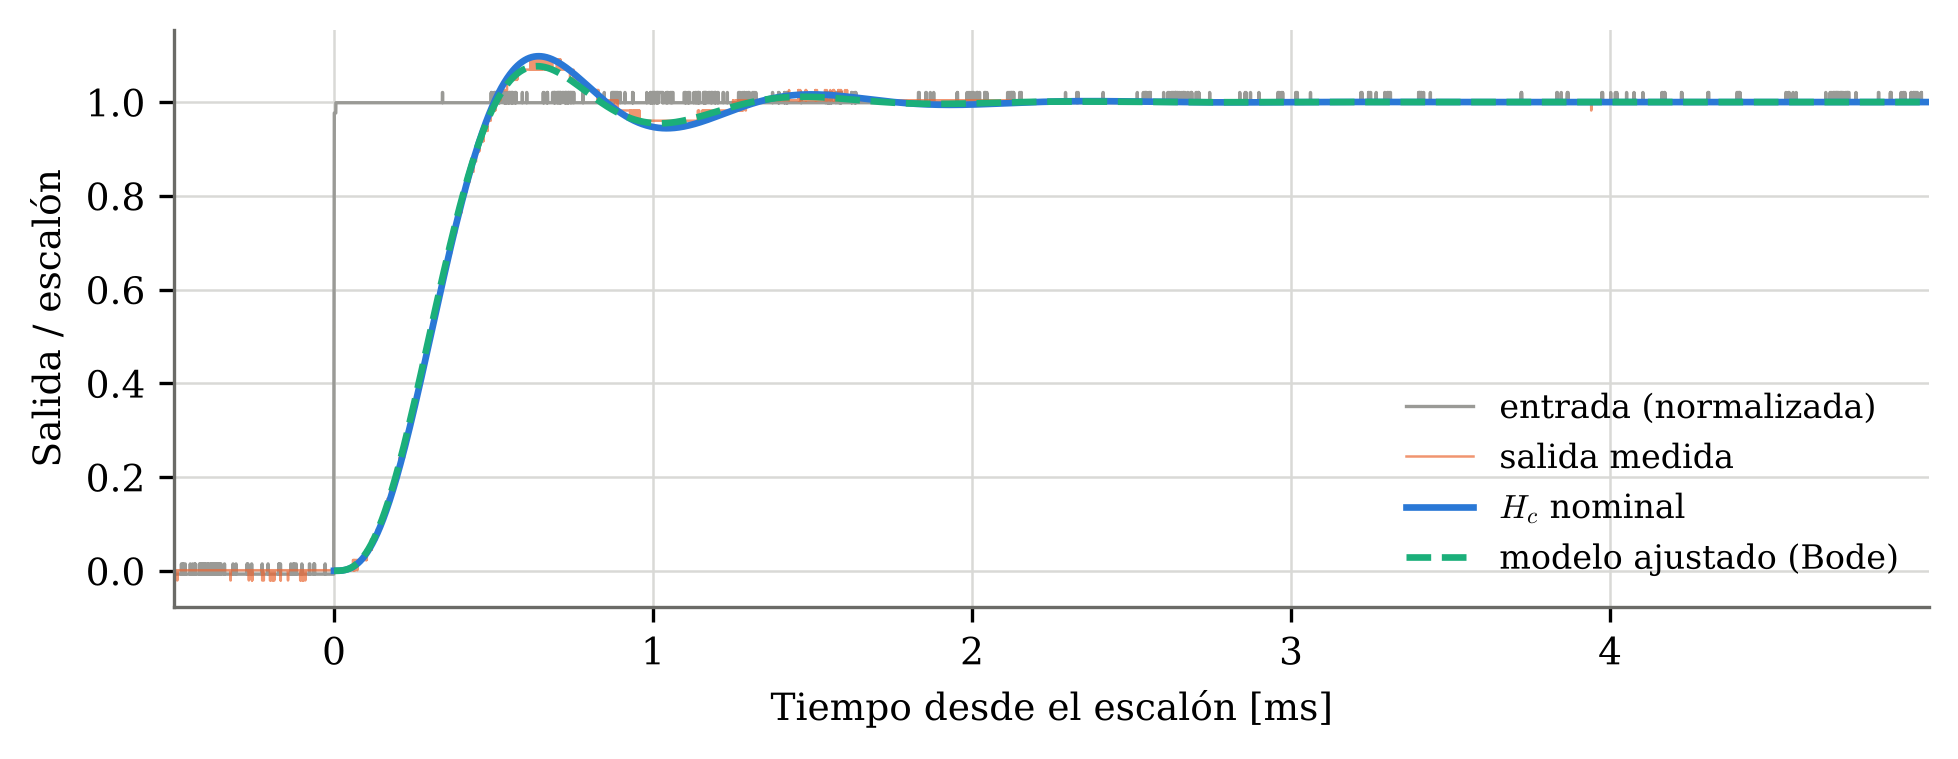 Salida / escalón
1.0
0.8
0.6
0.4
0.2
0.0
entrada (normalizada)
salida medida
H_c nominal
modelo ajustado (Bode)
0 1 2 3 4
Tiempo desde el escalón [ms]